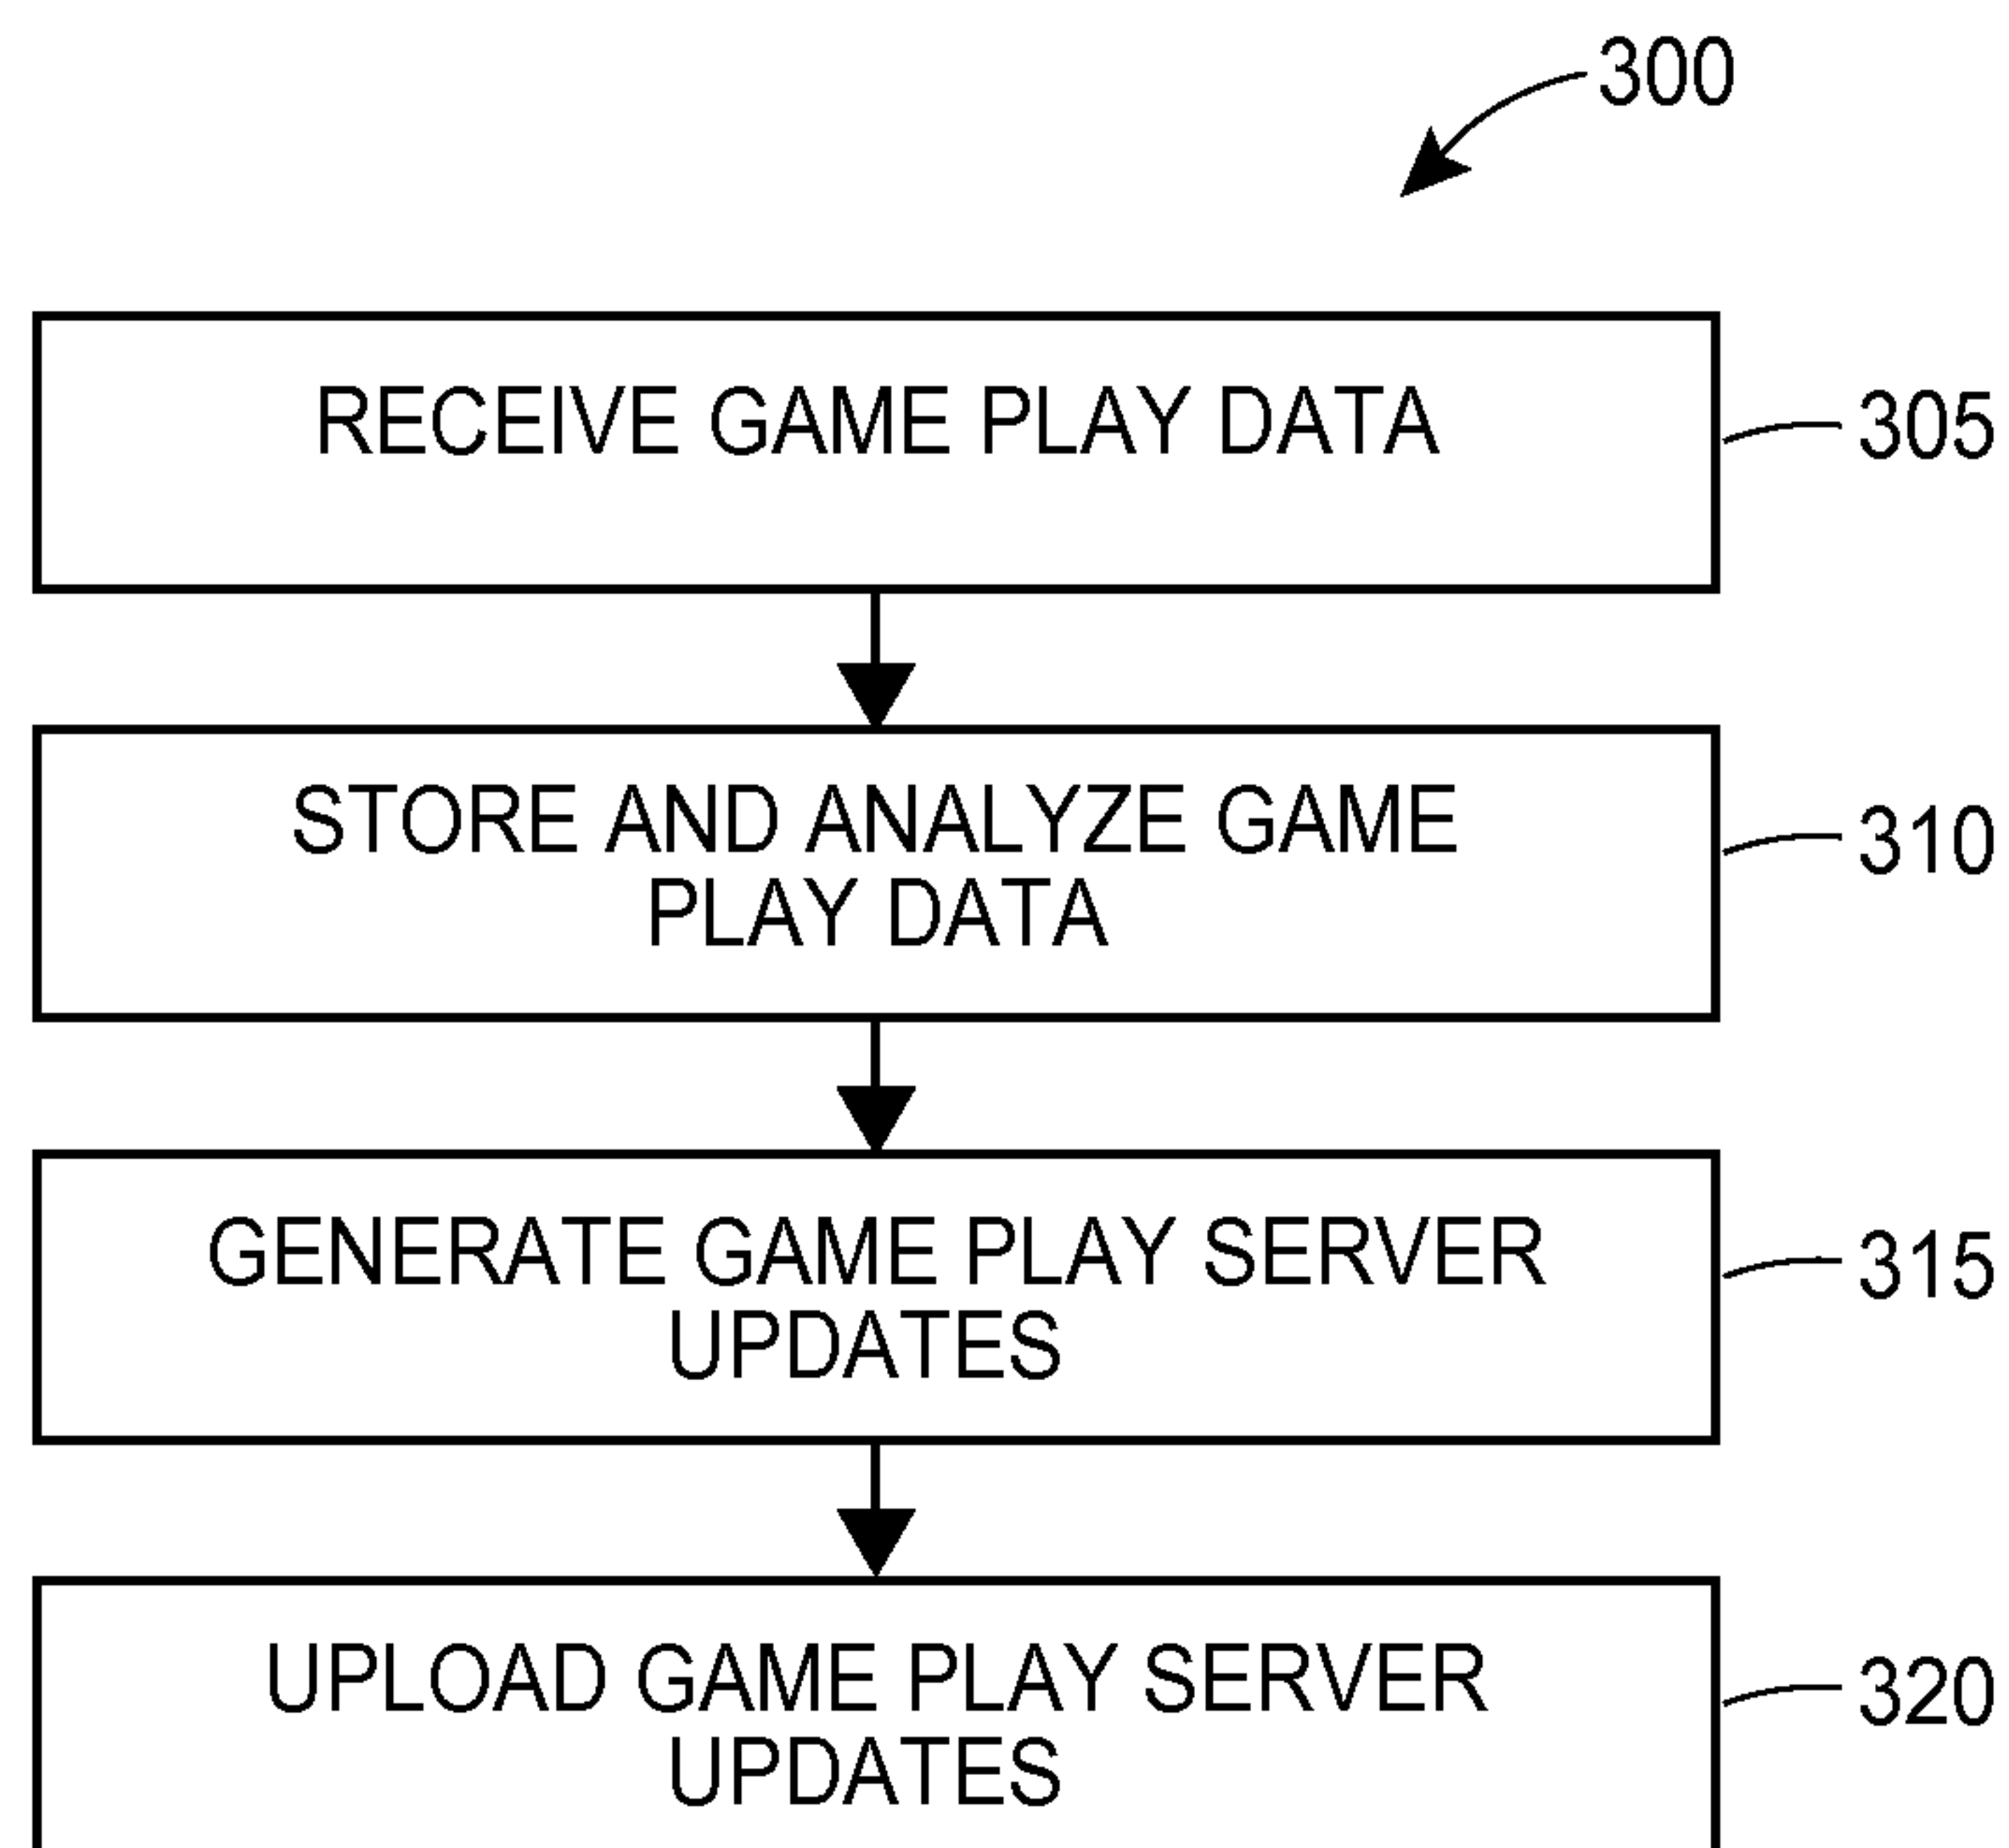 300
RECEIVE GAME PLAY DATA
305
STORE AND ANALYZE GAME
PLAY DATA
310
GENERATE GAME PLAY SERVER
UPDATES
315
UPLOAD GAME PLAY SERVER
UPDATES
320